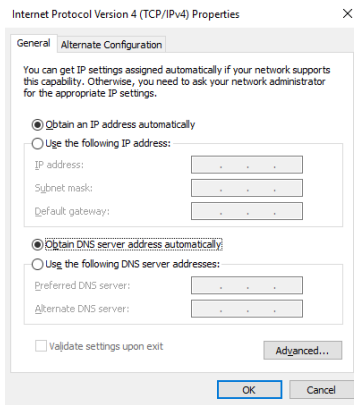 Internet Protocol Version 4 (TCP/IPv4) Properties
General
Alternate Configuration
You can get IP settings assigned automatically if your network supports
this capability. Otherwise, you need to ask your network administrator
for the appropriate IP settings.
Obtain an IP address automatically
Use the following IP address:
IP address:
Subnet mask:
Default gateway:
Obtain DNS server address automatically
Use the following DNS server addresses:
Preferred DNS server:
Alternate DNS server:
Validate settings upon exit
Advanced...
OK
Cancel